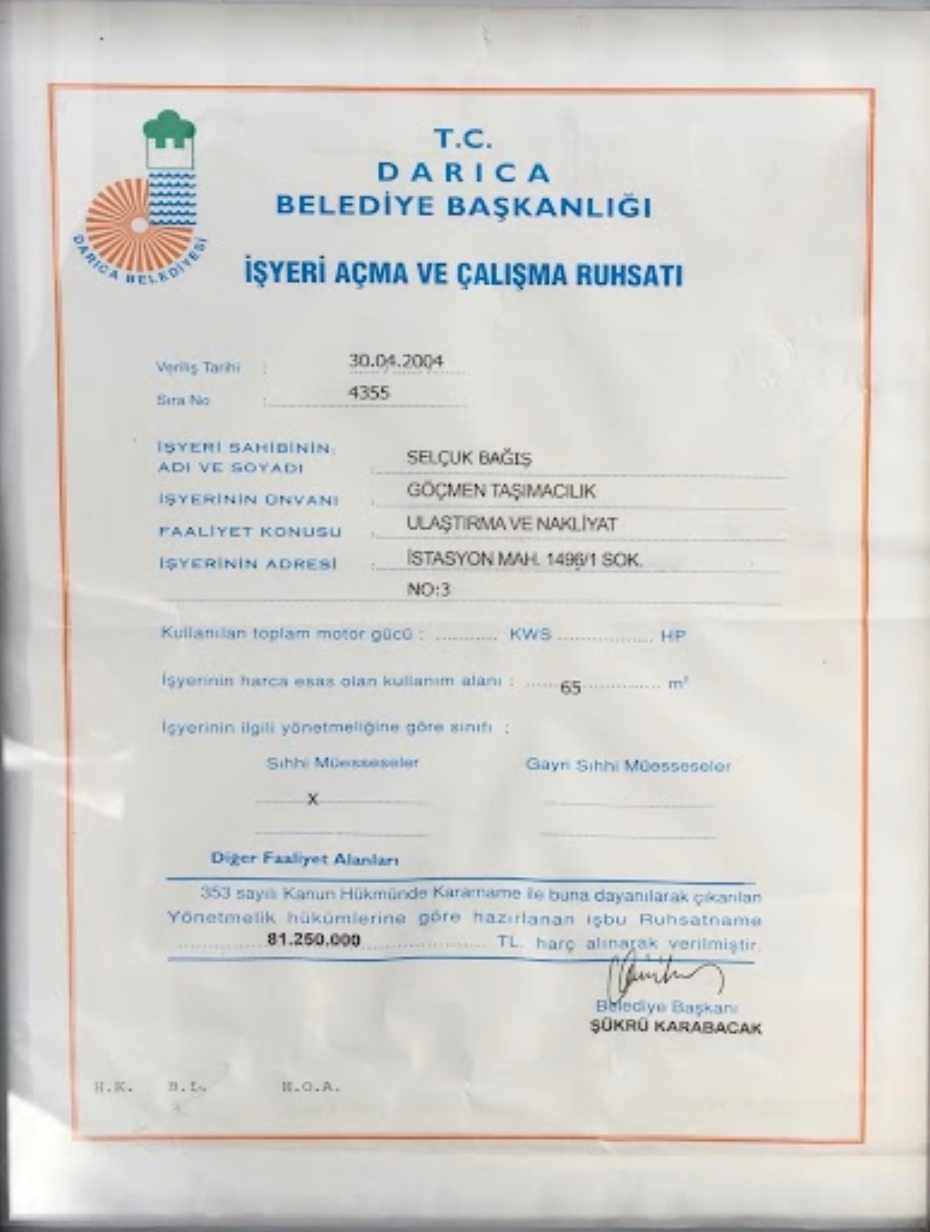 T.C.
DARICA
BELEDİYE BAŞKANLIĞI
DARICA BELEDİYESİ
İŞYERİ AÇMA VE ÇALIŞMA RUHSATI
Veriliş Tarihi : 30.04.2004
Sıra No : 4355
İŞYERİ SAHİBİNİN
ADI VE SOYADI : SELÇUK BAĞIŞ
İŞYERİNİN ÜNVANI : GÖÇMEN TAŞIMACILIK
FAALİYET KONUSU : ULAŞTIRMA VE NAKLİYAT
İŞYERİNİN ADRESİ : İSTASYON MAH. 1496/1 SOK.
NO:3
Kullanılan toplam motor gücü : ............ KWS .................. HP
İşyerinin harca esas olan kullanım alanı : ......65............... m²
İşyerinin ilgili yönetmeliğine göre sınıfı :
Sıhhi Müesseseler Gayri Sıhhi Müesseseler
X
Diğer Faaliyet Alanları
353 sayılı Kanun Hükmünde Kararname ile buna dayanılarak çıkarılan
Yönetmelik hükümlerine göre hazırlanan işbu Ruhsatname
81.250.000 TL. harç alınarak verilmiştir.
Belediye Başkanı
ŞÜKRÜ KARABACAK
H.K. M.O.A.